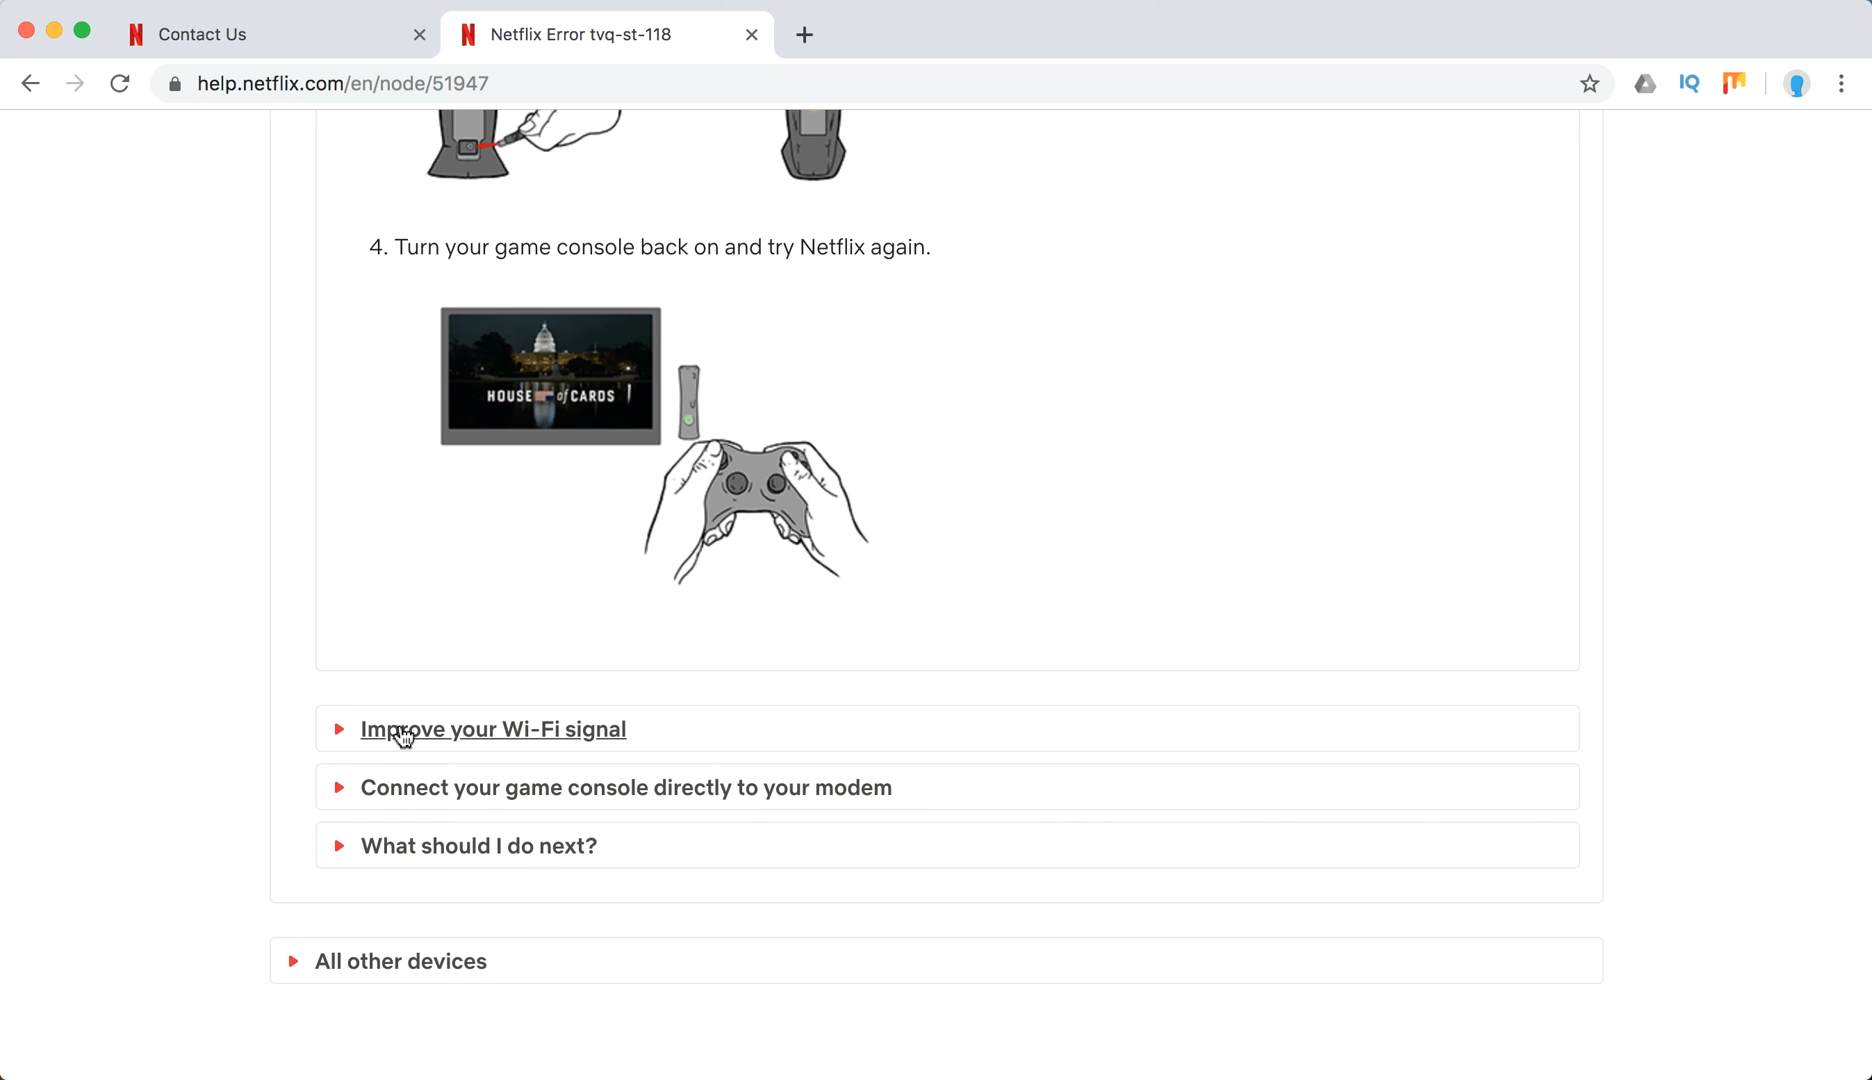 Contact Us
Netflix Error tvq-st-118
help.netflix.com/en/node/51947
IQ
4. Turn your game console back on and try Netflix again.
HOUSE of CARDS
Improve your Wi-Fi signal
Connect your game console directly to your modem
What should I do next?
All other devices